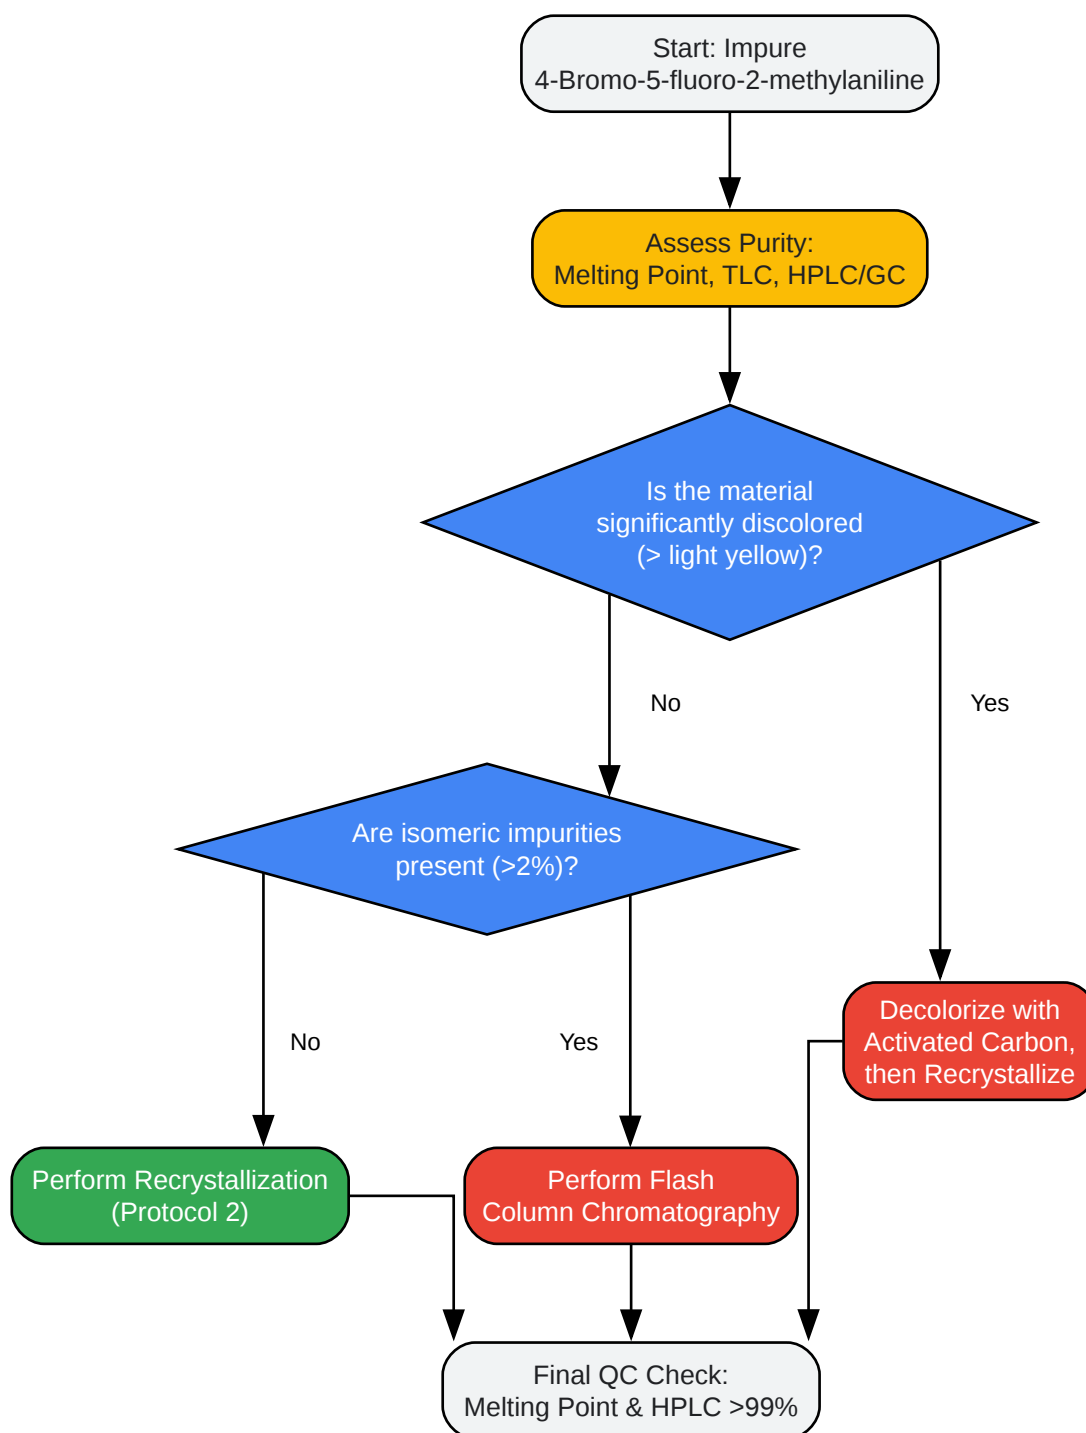 Start: Impure
4-Bromo-5-fluoro-2-methylaniline
Assess Purity:
Melting Point, TLC, HPLC/GC
Is the material
significantly discolored
(> light yellow)?
No
Yes
Are isomeric impurities
present (>2%)?
No
Yes
Decolorize with
Activated Carbon,
then Recrystallize
Perform Recrystallization
(Protocol 2)
Perform Flash
Column Chromatography
Final QC Check:
Melting Point & HPLC >99%